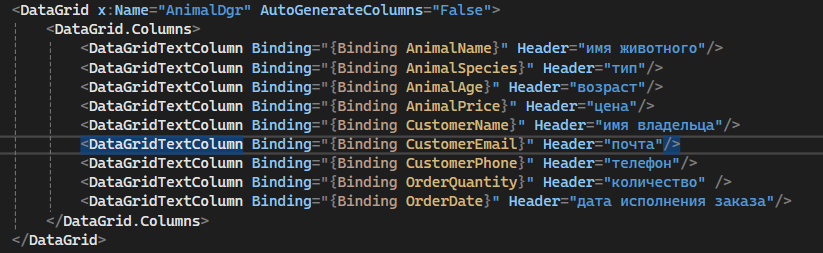 <DataGrid x:Name="AnimalDgr" AutoGenerateColumns="False">
<DataGrid.Columns>
<DataGridTextColumn Binding="{Binding AnimalName}" Header="имя животного"/>
<DataGridTextColumn Binding="{Binding AnimalSpecies}" Header="тип"/>
<DataGridTextColumn Binding="{Binding AnimalAge}" Header="возраст"/>
<DataGridTextColumn Binding="{Binding AnimalPrice}" Header="цена"/>
<DataGridTextColumn Binding="{Binding CustomerName}" Header="имя владельца"/>
<DataGridTextColumn Binding="{Binding CustomerEmail}" Header="почта"/>
<DataGridTextColumn Binding="{Binding CustomerPhone}" Header="телефон"/>
<DataGridTextColumn Binding="{Binding OrderQuantity}" Header="количество" />
<DataGridTextColumn Binding="{Binding OrderDate}" Header="дата исполнения заказа"/>
</DataGrid.Columns>
</DataGrid>